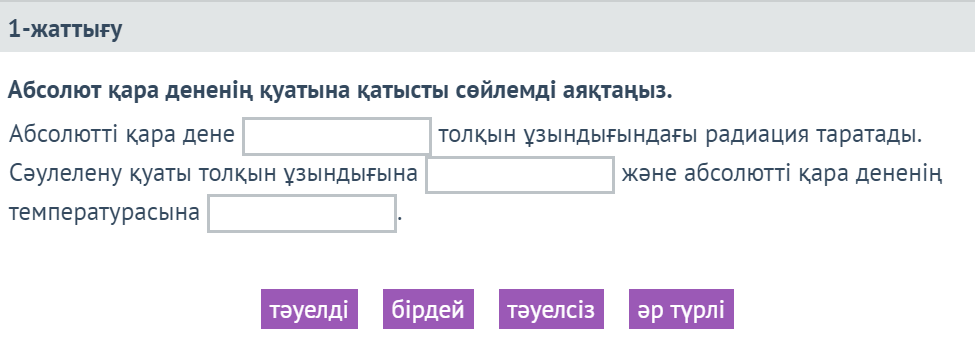 1-жаттығу
Абсолют қара дененің қуатына қатысты сөйлемді аяқтаңыз.
Абсолютті қара дене толқын ұзындығындағы радиация таратады.
Сәулелену қуаты толқын ұзындығына және абсолютті қара дененің
температурасына .
тәуелді бірдей тәуелсіз әр түрлі